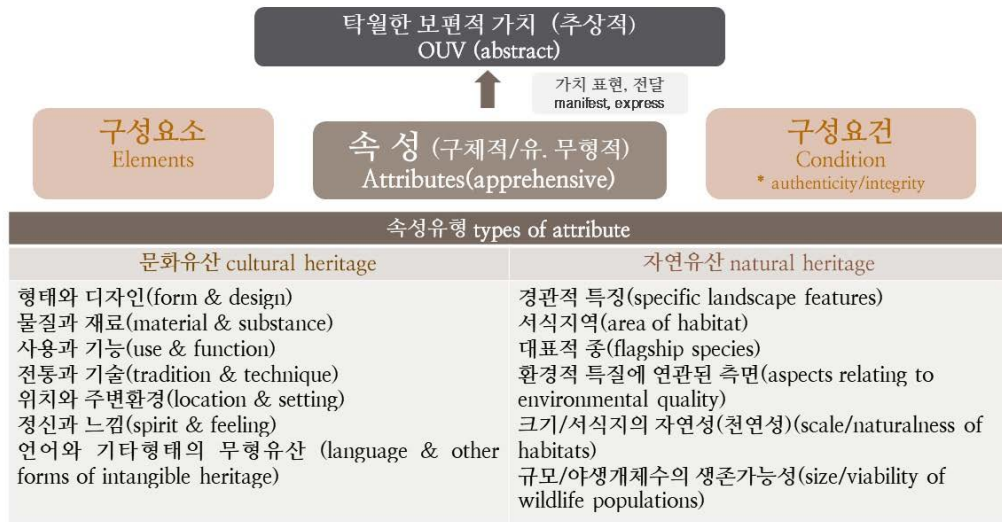 탁월한 보편적 가치 (추상적)
OUV (abstract)
가치 표현, 전달
manifest, express
구성요소
Elements
속 성 (구체적/유. 무형적)
Attributes(apprehensive)
구성요건
Condition
* authenticity/integrity
속성유형 types of attribute
문화유산 cultural heritage
형태와 디자인(form & design)
물질과 재료(material & substance)
사용과 기능(use & function)
전통과 기술(tradition & technique)
위치와 주변환경(location & setting)
정신과 느낌(spirit & feeling)
언어와 기타형태의 무형유산 (language & other
forms of intangible heritage)
자연유산 natural heritage
경관적 특징(specific landscape features)
서식지역(area of habitat)
대표적 종(flagship species)
환경적 특질에 연관된 측면(aspects relating to
environmental quality)
크기/서식지의 자연성(천연성)(scale/naturalness of
habitats)
규모/야생개체수의 생존가능성(size/viability of
wildlife populations)